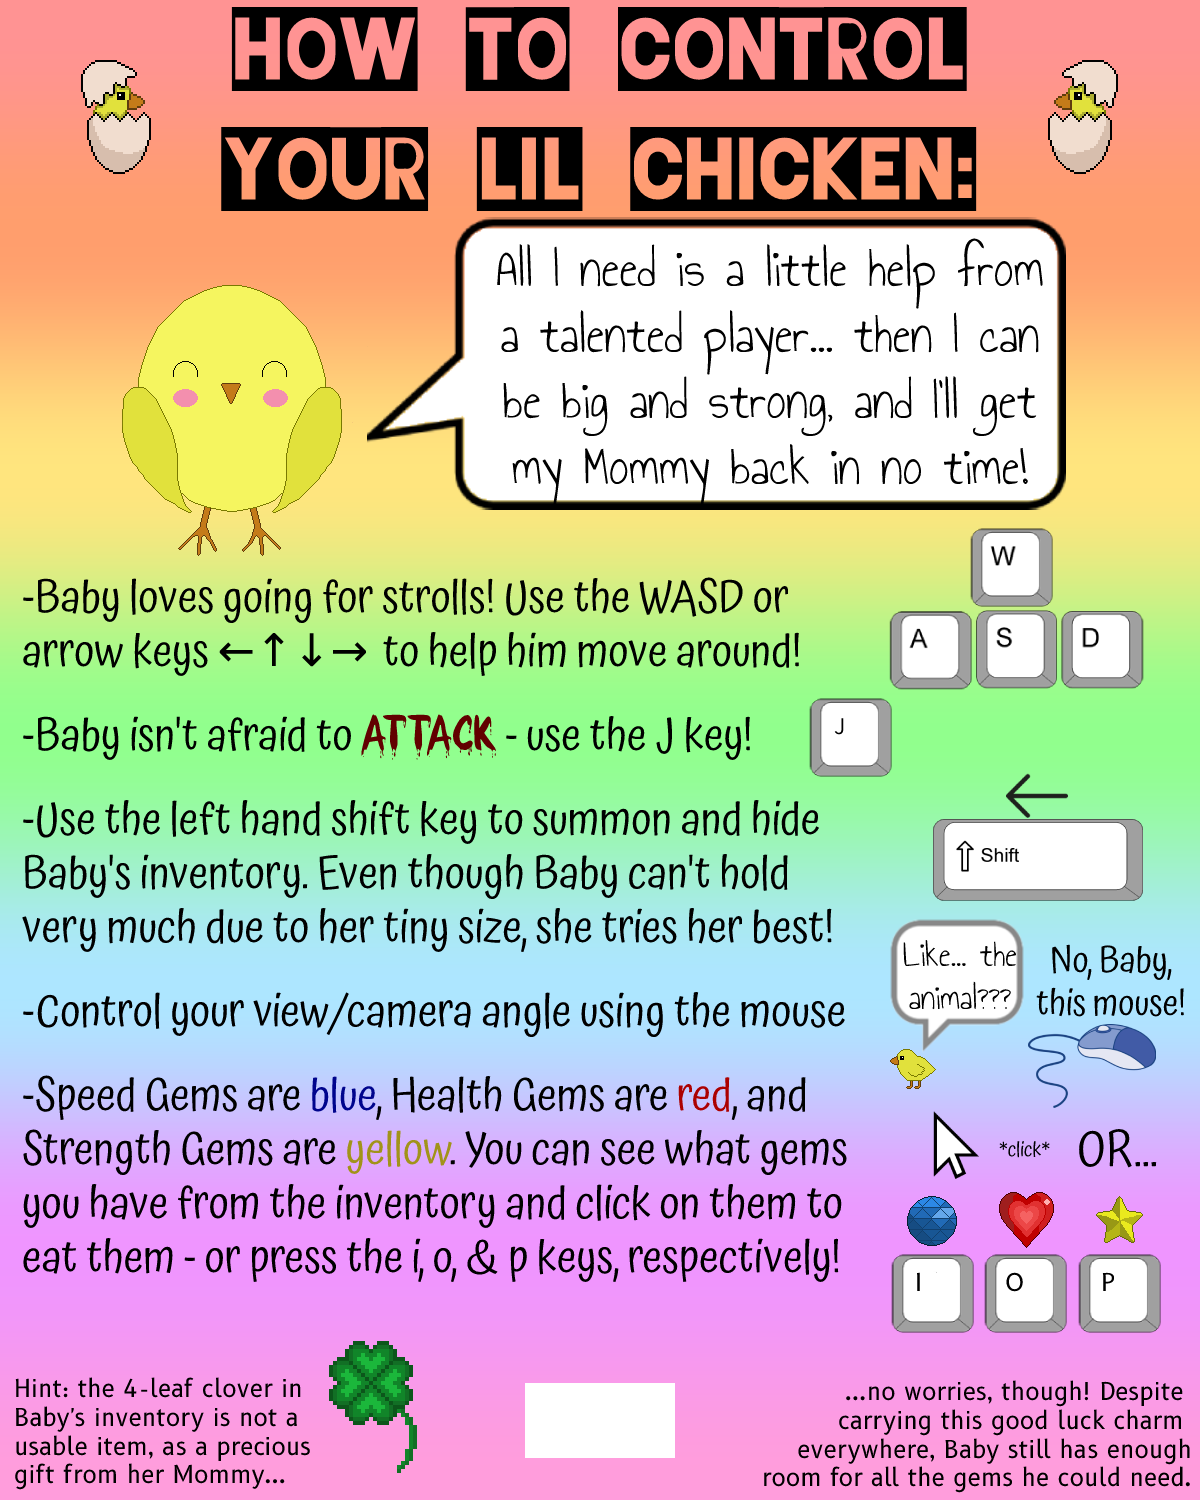 HOW TO CONTROL
YOUR LIL CHICKEN:
All I need is a little help from
a talented player... then I can
be big and strong, and I'll get
my Mommy back in no time!
-Baby loves going for strolls! Use the WASD or
arrow keys ←↑↓→ to help him move around!
W
A S D
-Baby isn't afraid to ATTACK - use the J key!
J
-Use the left hand shift key to summon and hide
Baby's inventory. Even though Baby can't hold
very much due to her tiny size, she tries her best!
←
⇧ Shift
-Control your view/camera angle using the mouse
Like... the
animal???
No, Baby,
this mouse!
-Speed Gems are blue, Health Gems are red, and
Strength Gems are yellow. You can see what gems
you have from the inventory and click on them to
eat them - or press the i, o, & p keys, respectively!
*click* OR...
I O P
Hint: the 4-leaf clover in
Baby's inventory is not a
usable item, as a precious
gift from her Mommy...
...no worries, though! Despite
carrying this good luck charm
everywhere, Baby still has enough
room for all the gems he could need.